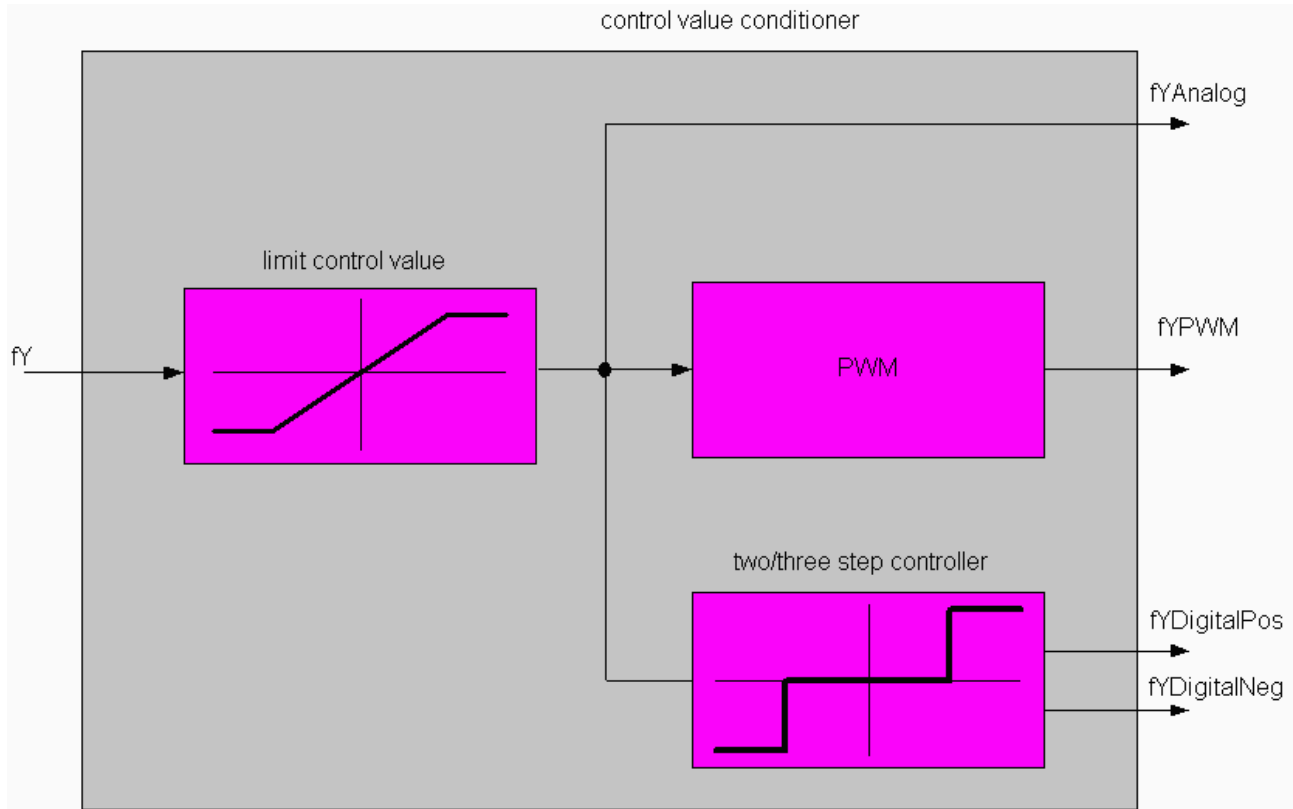 control value conditioner
fYAnalog
limit control value
fY
PWM
fYPWM
two/three step controller
fYDigitalPos
fYDigitalNeg